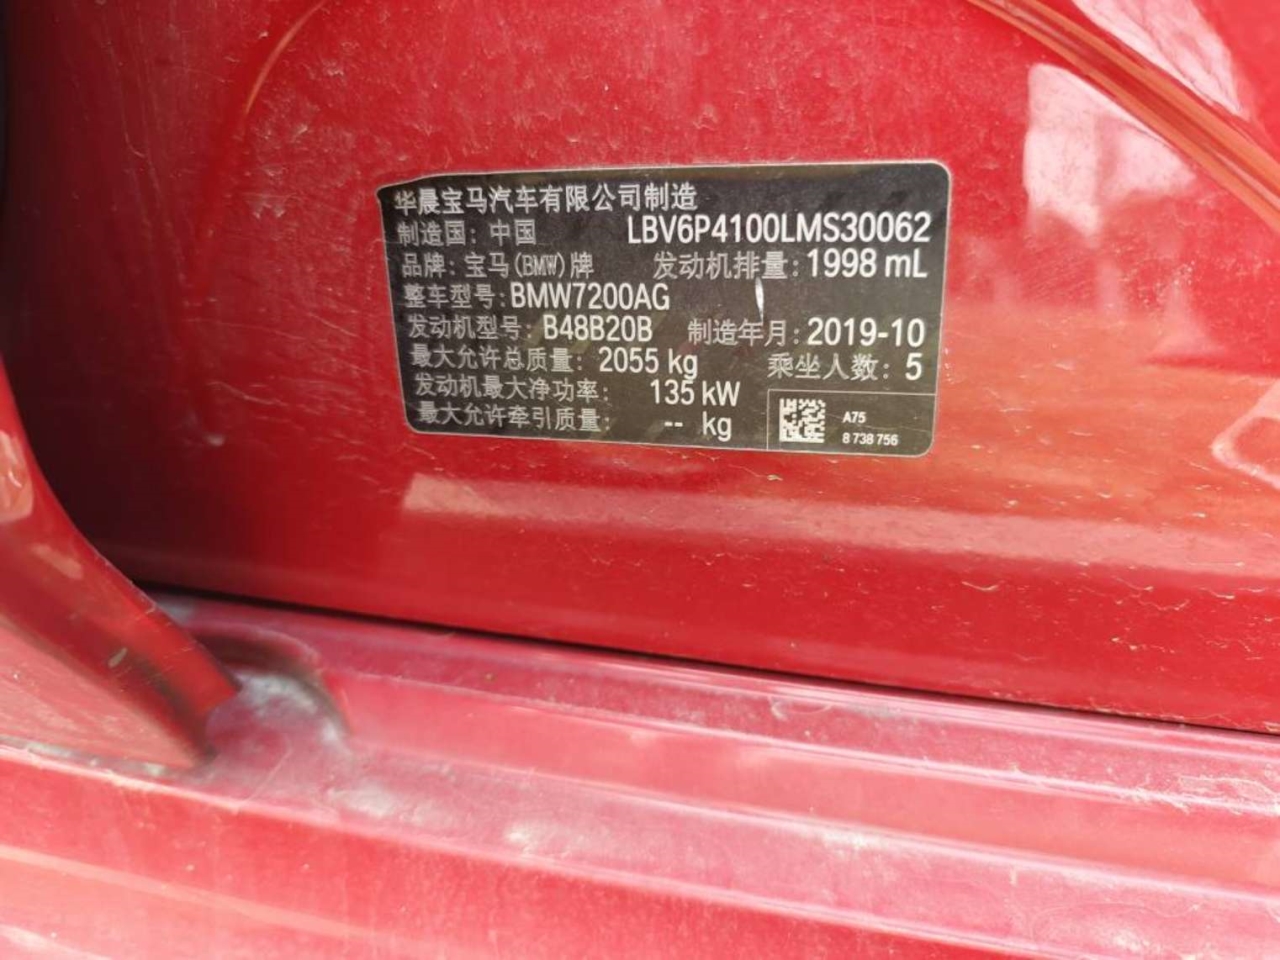 华晨宝马汽车有限公司制造
制造国：中国 LBV6P4100LMS30062
品牌：宝马(BMW)牌 发动机排量：1998 mL
整车型号：BMW7200AG
发动机型号：B48B20B 制造年月：2019-10
最大允许总质量：2055 kg 乘坐人数：5
发动机最大净功率：135 kW
最大允许牵引质量：-- kg
A75
8 738 756